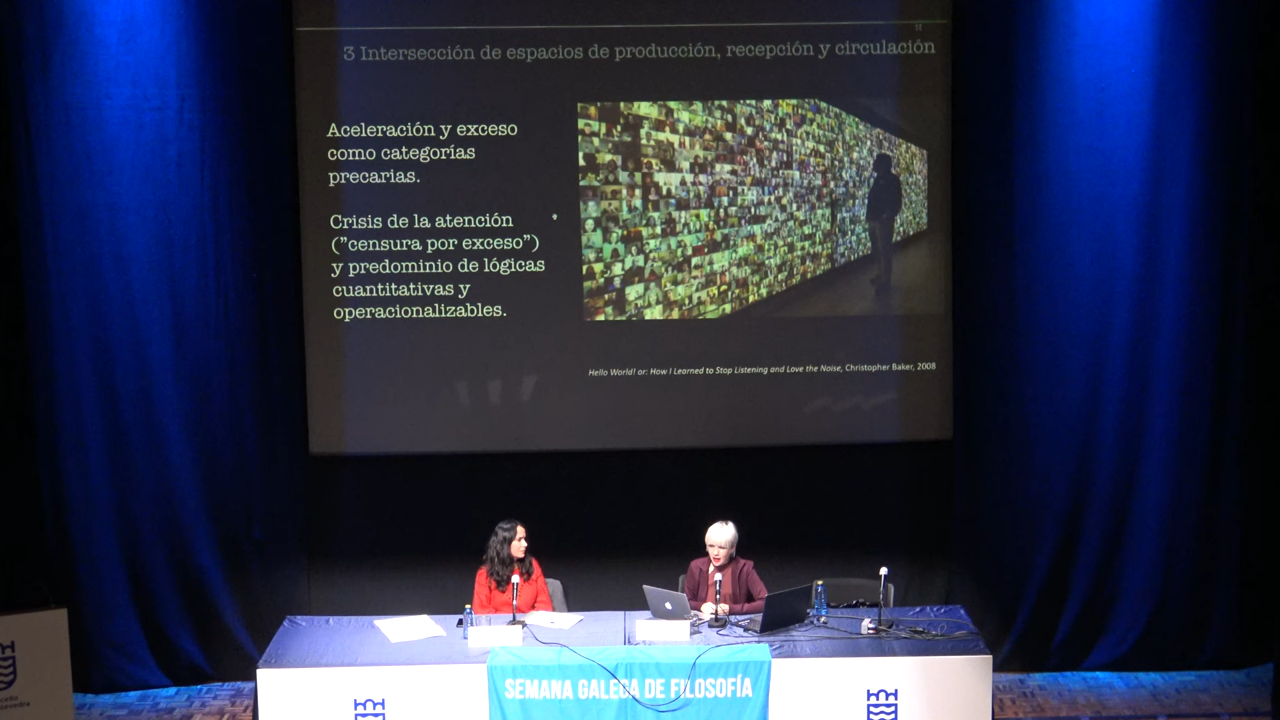 3 Intersección de espacios de producción, recepción y circulación
Aceleración y exceso
como categorías
precarias.
Crisis de la atención
(”censura por exceso”)
y predominio de lógicas
cuantitativas y
operacionalizables.
Hello World! or: How I Learned to Stop Listening and Love the Noise, Christopher Baker, 2008
SEMANA GALEGA DE FILOSOFÍA